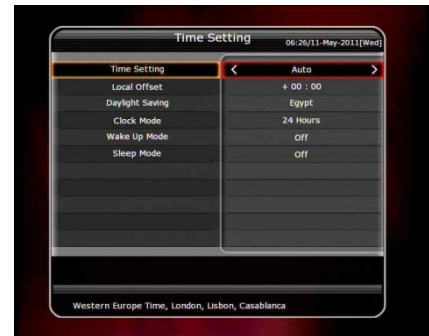 Time Setting 06:26/11-May-2011[Wed]
Time Setting Auto
Local Offset + 00 : 00
Daylight Saving Egypt
Clock Mode 24 Hours
Wake Up Mode Off
Sleep Mode Off
Western Europe Time, London, Lisbon, Casablanca